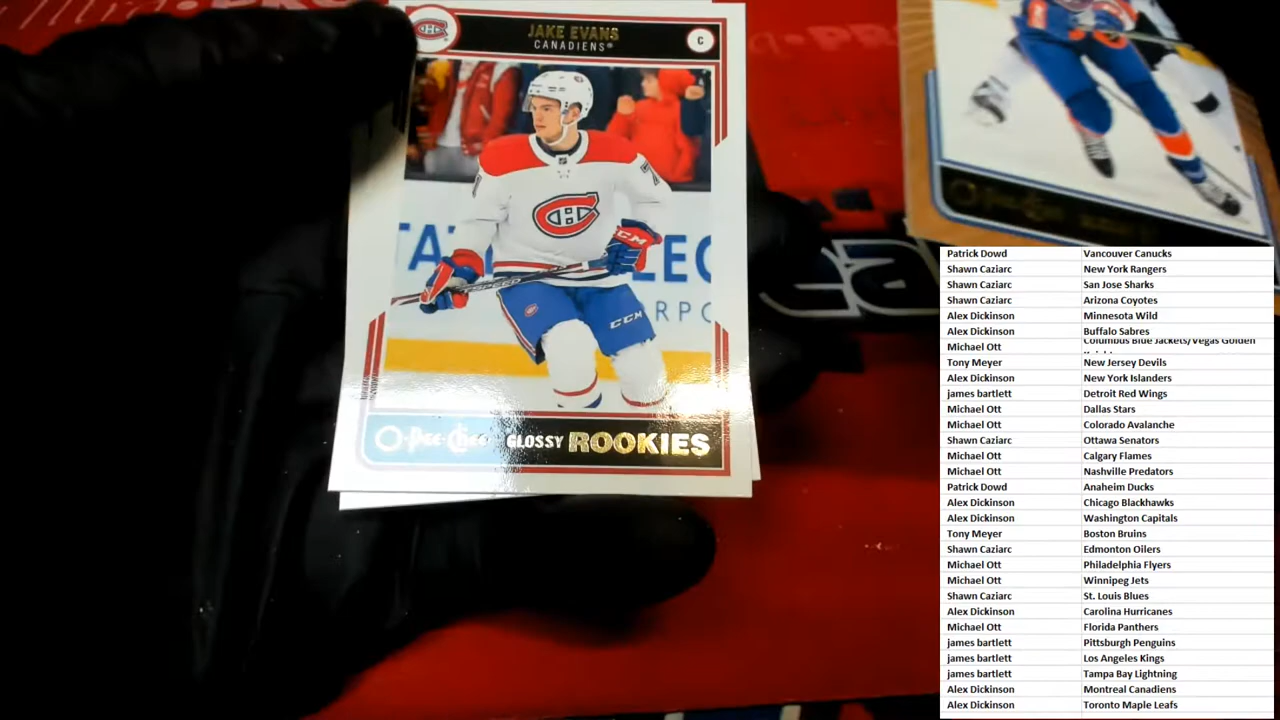 JAKE EVANS
CANADIENS
C
CCM
SPEED
CCM
O-Pee-Chee GLOSSY ROOKIES
Patrick Dowd Vancouver Canucks
Shawn Caziarc New York Rangers
Shawn Caziarc San Jose Sharks
Shawn Caziarc Arizona Coyotes
Alex Dickinson Minnesota Wild
Alex Dickinson Buffalo Sabres
Michael Ott Columbus Blue Jackets/Vegas Golden
Tony Meyer New Jersey Devils
Alex Dickinson New York Islanders
james bartlett Detroit Red Wings
Michael Ott Dallas Stars
Michael Ott Colorado Avalanche
Shawn Caziarc Ottawa Senators
Michael Ott Calgary Flames
Michael Ott Nashville Predators
Patrick Dowd Anaheim Ducks
Alex Dickinson Chicago Blackhawks
Alex Dickinson Washington Capitals
Tony Meyer Boston Bruins
Shawn Caziarc Edmonton Oilers
Michael Ott Philadelphia Flyers
Michael Ott Winnipeg Jets
Shawn Caziarc St. Louis Blues
Alex Dickinson Carolina Hurricanes
Michael Ott Florida Panthers
james bartlett Pittsburgh Penguins
james bartlett Los Angeles Kings
james bartlett Tampa Bay Lightning
Alex Dickinson Montreal Canadiens
Alex Dickinson Toronto Maple Leafs